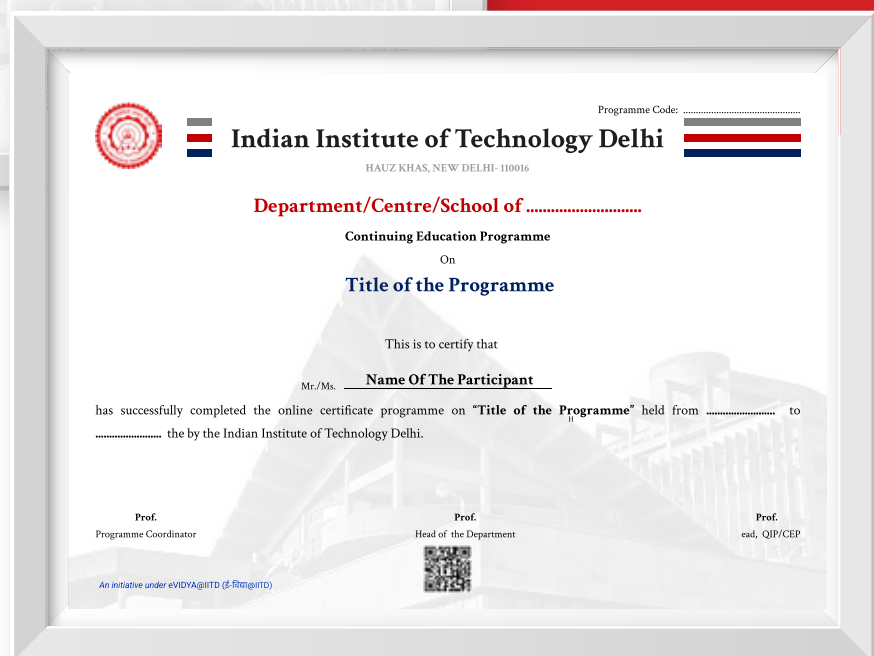 Programme Code: ..............................................
Indian Institute of Technology Delhi
HAUZ KHAS, NEW DELHI- 110016
Department/Centre/School of ............................
Continuing Education Programme
On
Title of the Programme
This is to certify that
Mr./Ms. Name Of The Participant
has successfully completed the online certificate programme on “Title of the Programme” held from ......................... to
H
........................ the by the Indian Institute of Technology Delhi.
Prof. Prof. Prof.
Programme Coordinator Head of the Department ead, QIP/CEP
An initiative under eVIDYA@IITD (ई-विद्या@IITD)